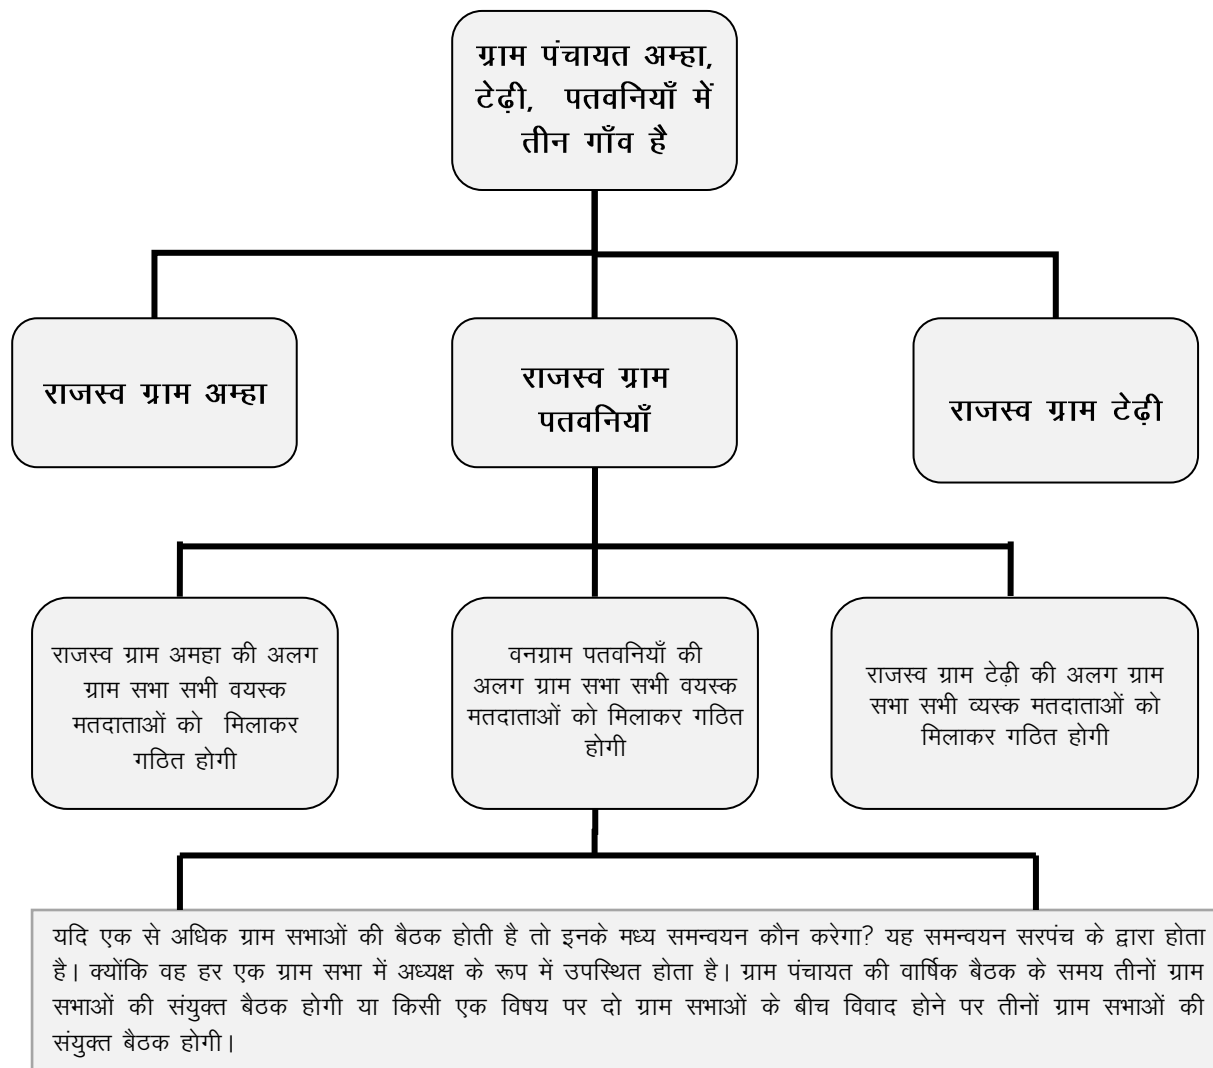 ग्राम पंचायत अम्हा,
टेढ़ी, पतवनियाँ में
तीन गाँव है
राजस्व ग्राम अम्हा
राजस्व ग्राम
पतवनियाँ
राजस्व ग्राम टेढ़ी
राजस्व ग्राम अमहा की अलग
ग्राम सभा सभी वयस्क
मतदाताओं को मिलाकर
गठित होगी
वनग्राम पतवनियाँ की
अलग ग्राम सभा सभी वयस्क
मतदाताओं को मिलाकर गठित
होगी
राजस्व ग्राम टेढ़ी की अलग ग्राम
सभा सभी व्यस्क मतदाताओं को
मिलाकर गठित होगी
यदि एक से अधिक ग्राम सभाओं की बैठक होती है तो इनके मध्य समन्वयन कौन करेगा? यह समन्वयन सरपंच के द्वारा होता
है। क्योंकि वह हर एक ग्राम सभा में अध्यक्ष के रूप में उपस्थित होता है। ग्राम पंचायत की वार्षिक बैठक के समय तीनों ग्राम
सभाओं की संयुक्त बैठक होगी या किसी एक विषय पर दो ग्राम सभाओं के बीच विवाद होने पर तीनों ग्राम सभाओं की
संयुक्त बैठक होगी।